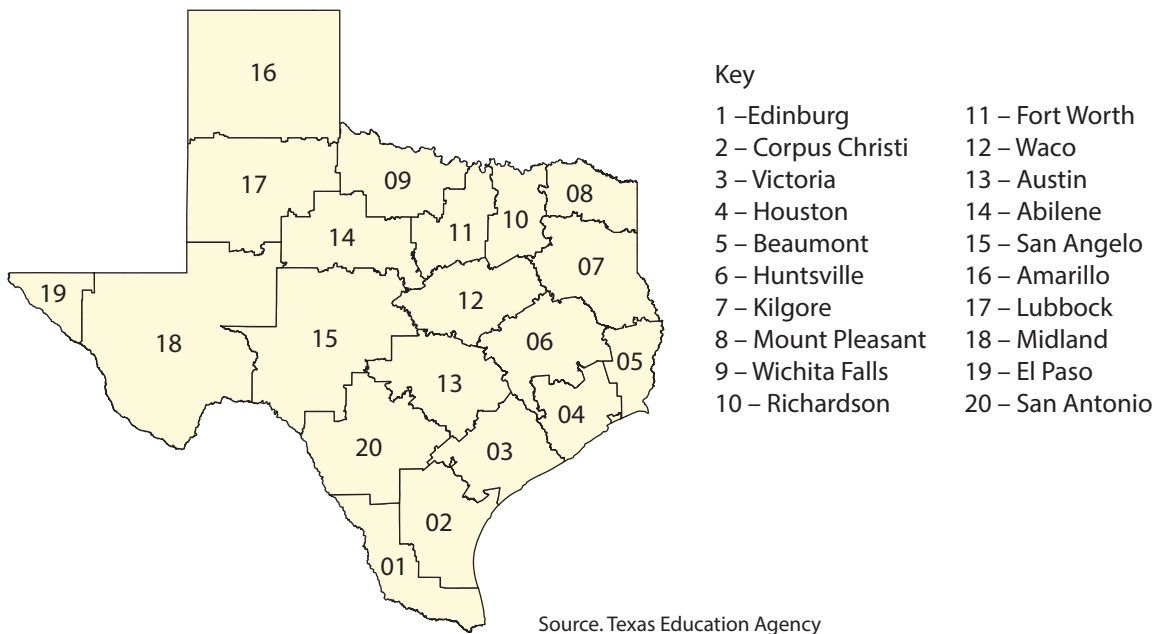 16
17
09
08
10
11
14
07
19
12
18
15
06
05
13
04
20
03
02
01
Key
1 –Edinburg
2 – Corpus Christi
3 – Victoria
4 – Houston
5 – Beaumont
6 – Huntsville
7 – Kilgore
8 – Mount Pleasant
9 – Wichita Falls
10 – Richardson
11 – Fort Worth
12 – Waco
13 – Austin
14 – Abilene
15 – San Angelo
16 – Amarillo
17 – Lubbock
18 – Midland
19 – El Paso
20 – San Antonio
Source. Texas Education Agency